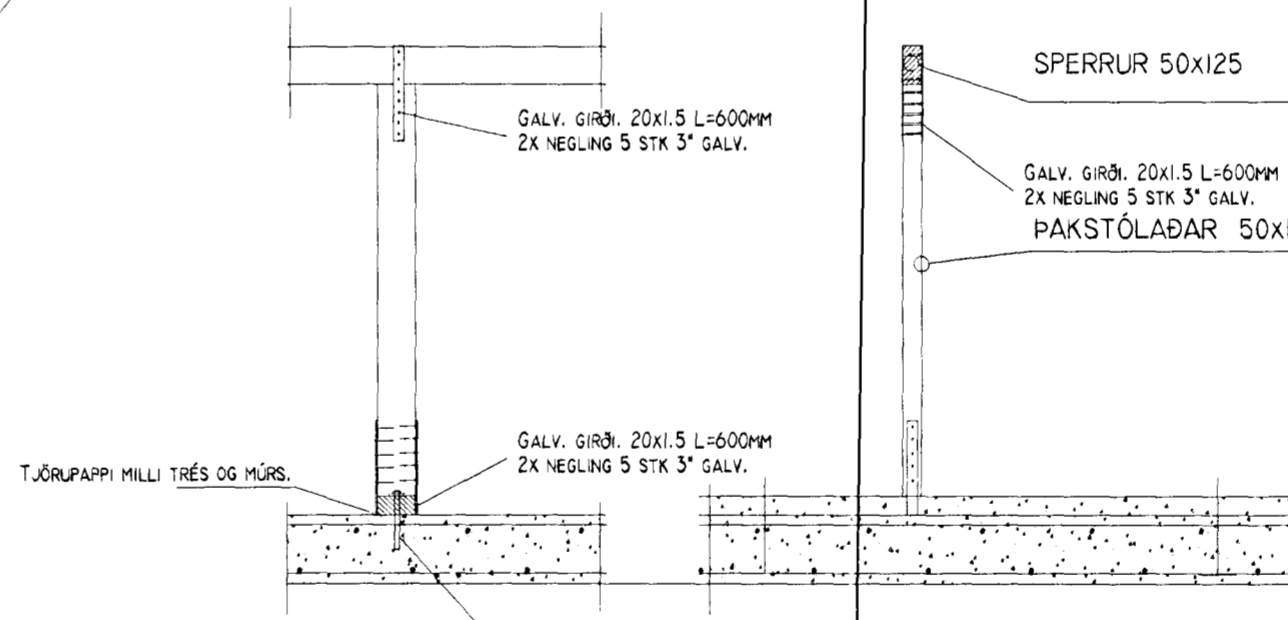 GALV. GIRÐI. 20x1.5 L=600MM
2X NEGLING 5 STK 3" GALV.
GALV. GIRÐI. 20x1.5 L=600MM
2X NEGLING 5 STK 3" GALV.
TJÖRUPAPPI MILLI TRÉS OG MÚRS.
SPERRUR 50x125
GALV. GIRÐI. 20x1.5 L=600MM
2X NEGLING 5 STK 3" GALV.
ÞAKSTÓLAÐAR 50x